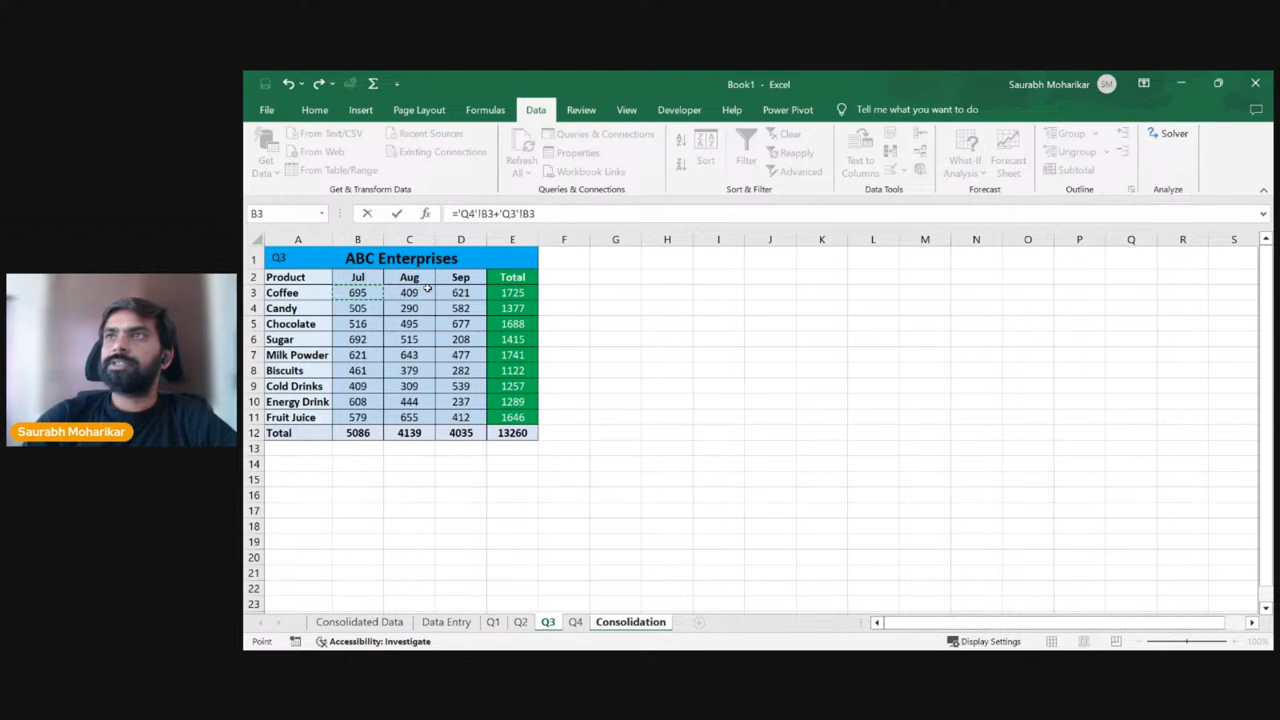 Book1 - Excel
Saurabh Moharikar SM
File Home Insert Page Layout Formulas Data Review View Developer Help Power Pivot Tell me what you want to do
Get Data
From Text/CSV
From Web
From Table/Range
Recent Sources
Existing Connections
Get & Transform Data
Refresh All
Queries & Connections
Properties
Workbook Links
Queries & Connections
Sort
Filter
Clear
Reapply
Advanced
Sort & Filter
Text to Columns
Data Tools
What-If Analysis
Forecast Sheet
Forecast
Group
Ungroup
Subtotal
Outline
Solver
Analyze
B3 fx ='Q4'!B3+'Q3'!B3
A B C D E F G H I J K L M N O P Q R S
1 Q3 ABC Enterprises
2 Product Jul Aug Sep Total
3 Coffee 695 409 621 1725
4 Candy 505 290 582 1377
5 Chocolate 516 495 677 1688
6 Sugar 692 515 208 1415
7 Milk Powder 621 643 477 1741
8 Biscuits 461 379 282 1122
9 Cold Drinks 409 309 539 1257
10 Energy Drink 608 444 237 1289
11 Fruit Juice 579 655 412 1646
12 Total 5086 4139 4035 13260
13
14
15
16
17
18
19
20
21
22
23
Saurabh Moharikar
Consolidated Data Data Entry Q1 Q2 Q3 Q4 Consolidation
Point Accessibility: Investigate Display Settings 100%